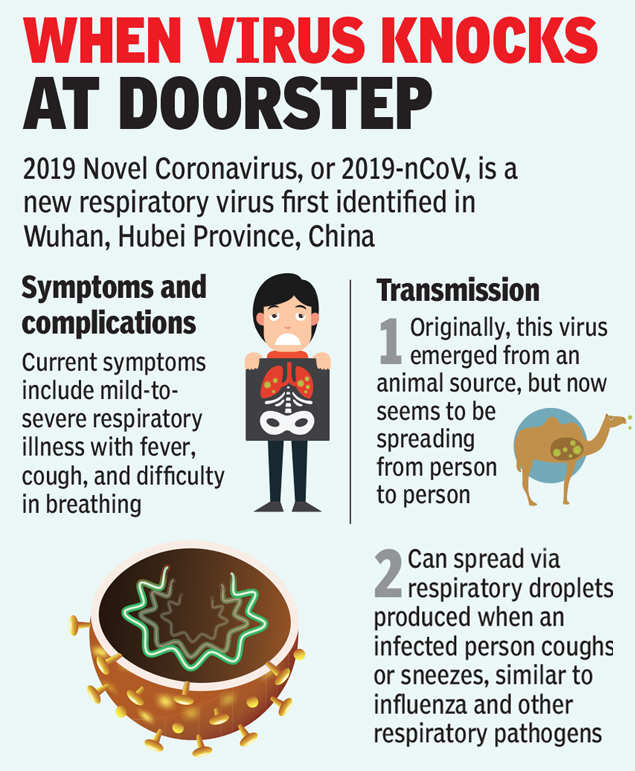 WHEN VIRUS KNOCKS
AT DOORSTEP
2019 Novel Coronavirus, or 2019-nCoV, is a
new respiratory virus first identified in
Wuhan, Hubei Province, China
Symptoms and
complications
Current symptoms
include mild-to-
severe respiratory
illness with fever,
cough, and difficulty
in breathing
Transmission
1 Originally, this virus
emerged from an
animal source, but now
seems to be
spreading
from person
to person
2 Can spread via
respiratory droplets
produced when an
infected person coughs
or sneezes, similar to
influenza and other
respiratory pathogens